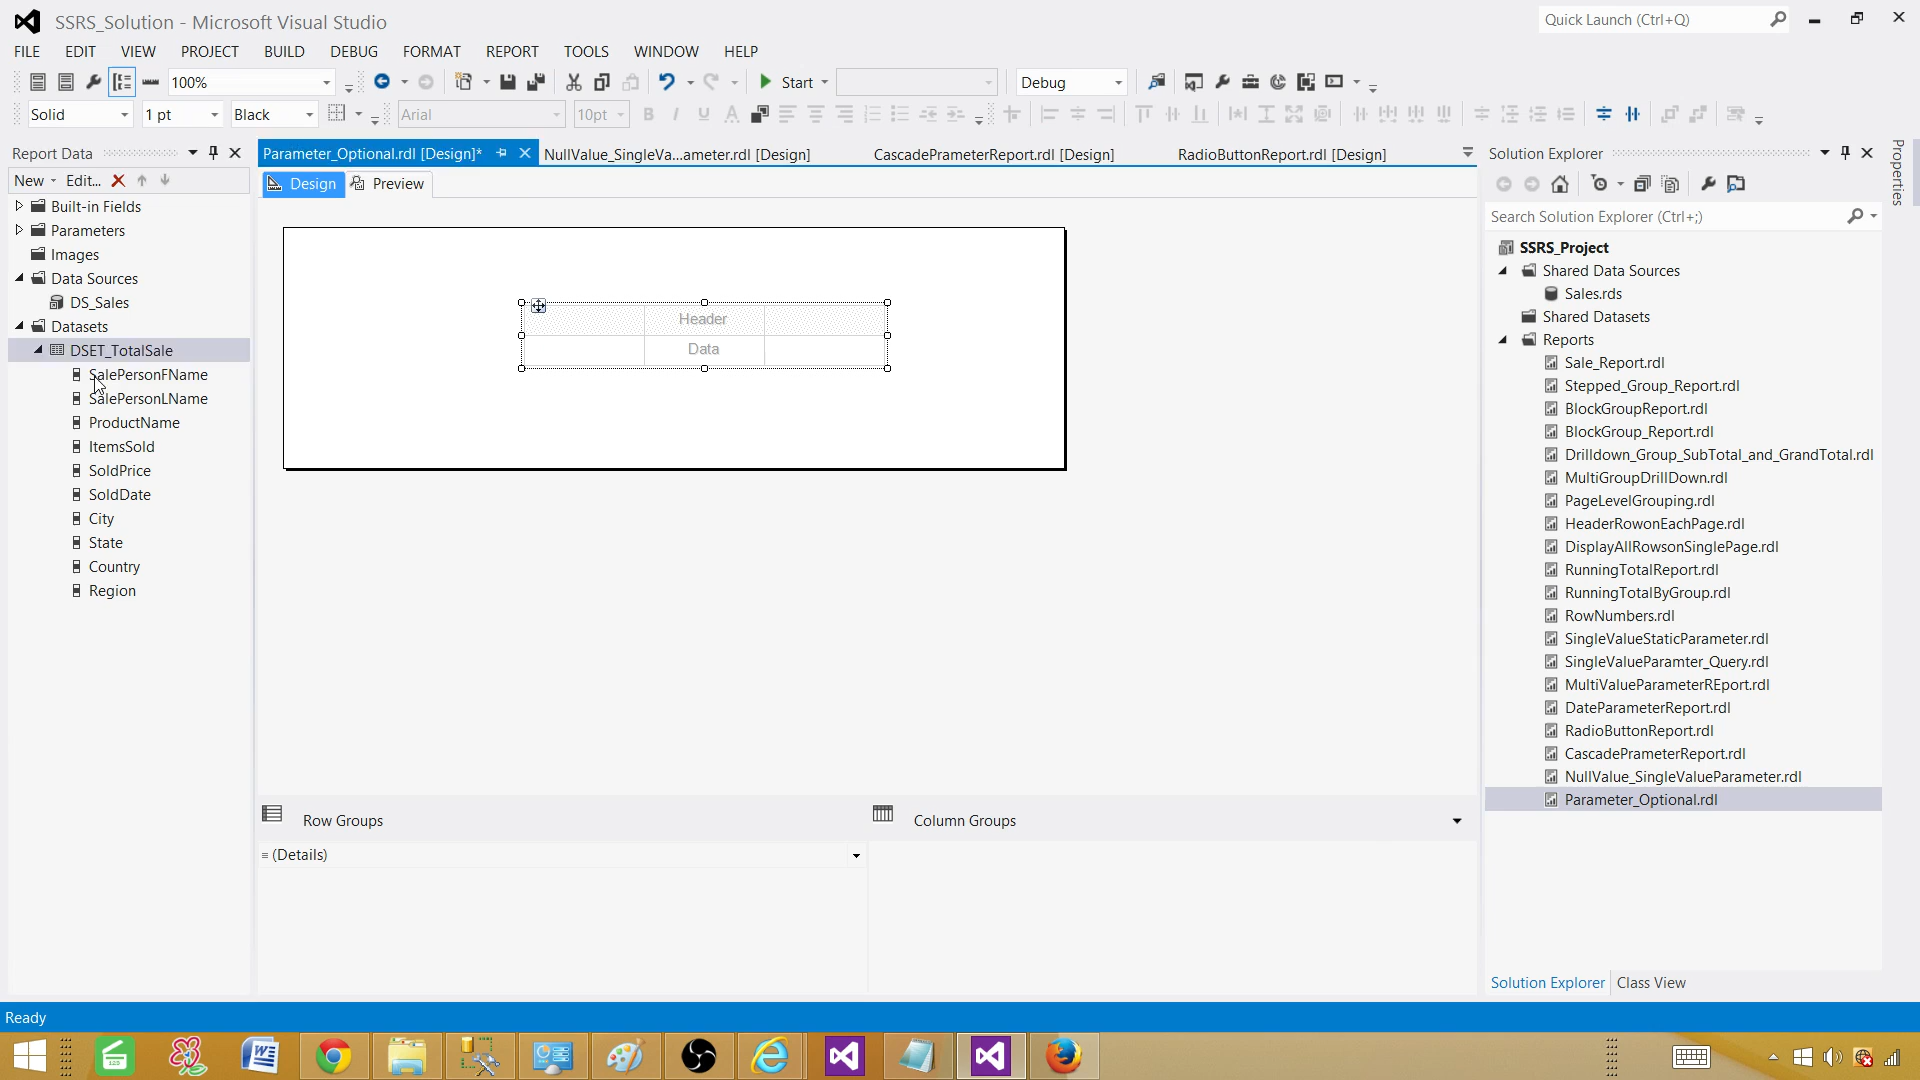 SSRS_Solution - Microsoft Visual Studio
Quick Launch (Ctrl+Q)
FILE EDIT VIEW PROJECT BUILD DEBUG FORMAT REPORT TOOLS WINDOW HELP
100% Start Debug
Solid 1 pt Black Arial 10pt B I U A
Report Data
Parameter_Optional.rdl [Design]* NullValue_SingleVa...ameter.rdl [Design] CascadePrameterReport.rdl [Design] RadioButtonReport.rdl [Design]
Solution Explorer
Properties
New Edit...
Design Preview
Built-in Fields
Parameters
Images
Data Sources
DS_Sales
Datasets
DSET_TotalSale
SalePersonFName
SalePersonLName
ProductName
ItemsSold
SoldPrice
SoldDate
City
State
Country
Region
Header
Data
Row Groups
Column Groups
(Details)
Search Solution Explorer (Ctrl+;)
SSRS_Project
Shared Data Sources
Sales.rds
Shared Datasets
Reports
Sale_Report.rdl
Stepped_Group_Report.rdl
BlockGroupReport.rdl
BlockGroup_Report.rdl
Drilldown_Group_SubTotal_and_GrandTotal.rdl
MultiGroupDrillDown.rdl
PageLevelGrouping.rdl
HeaderRowonEachPage.rdl
DisplayAllRowsonSinglePage.rdl
RunningTotalReport.rdl
RunningTotalByGroup.rdl
RowNumbers.rdl
SingleValueStaticParameter.rdl
SingleValueParamter_Query.rdl
MultiValueParameterREport.rdl
DateParameterReport.rdl
RadioButtonReport.rdl
CascadePrameterReport.rdl
NullValue_SingleValueParameter.rdl
Parameter_Optional.rdl
Solution Explorer Class View
Ready